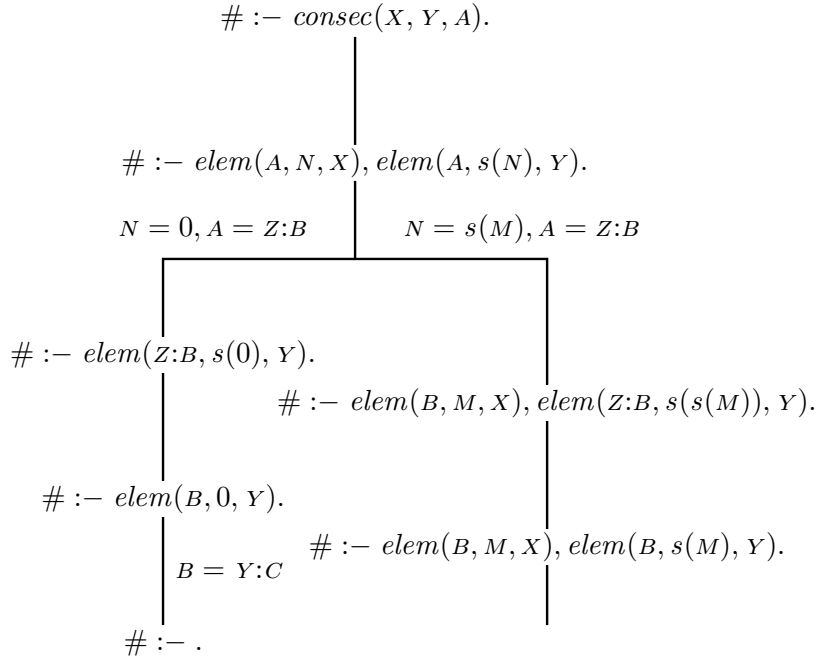 # :– consec(X, Y, A).
# :– elem(A, N, X), elem(A, s(N), Y).
N = 0, A = Z:B
N = s(M), A = Z:B
# :– elem(Z:B, s(0), Y).
# :– elem(B, M, X), elem(Z:B, s(s(M)), Y).
# :– elem(B, 0, Y).
# :– elem(B, M, X), elem(B, s(M), Y).
B = Y:C
# :– .